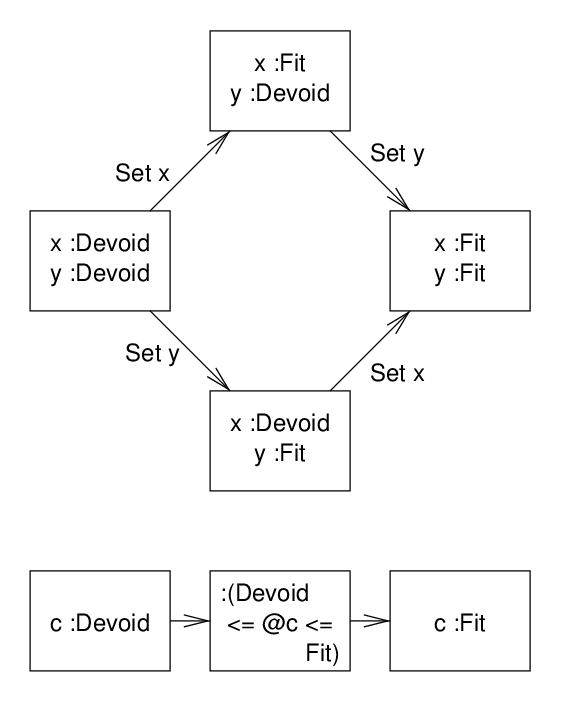 x :Fit
y :Devoid
Set x
Set y
x :Devoid
y :Devoid
x :Fit
y :Fit
Set y
Set x
x :Devoid
y :Fit
c :Devoid
:(Devoid
<= @c <=
Fit)
c :Fit